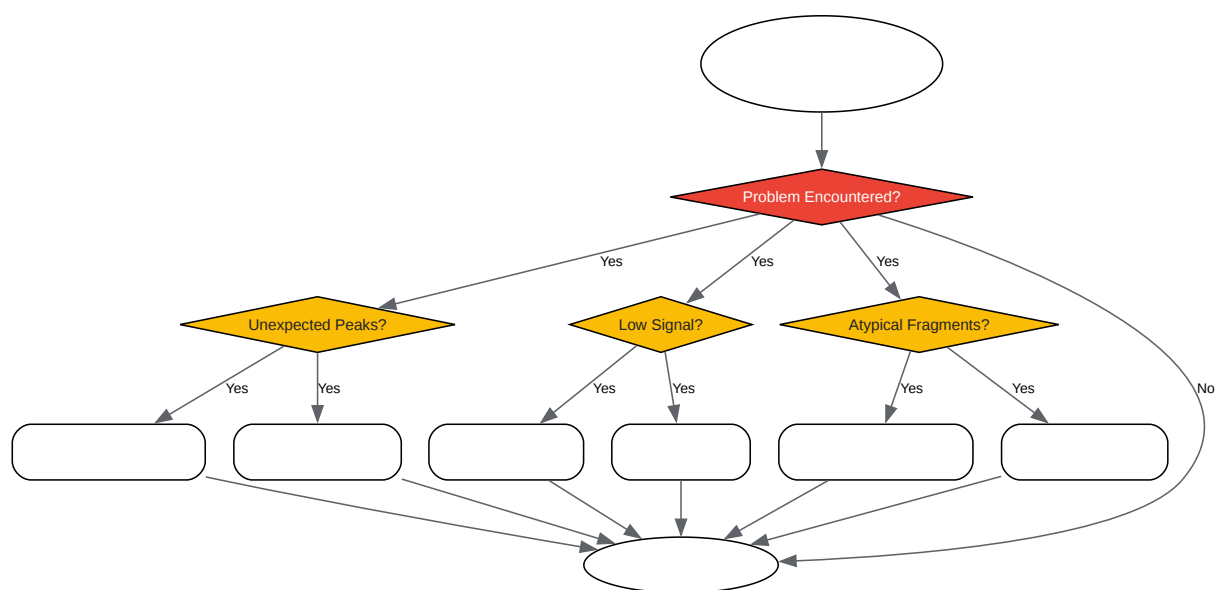 Problem Encountered?
Yes
Yes
Yes
Unexpected Peaks?
Low Signal?
Atypical Fragments?
Yes
Yes
Yes
Yes
Yes
Yes
No